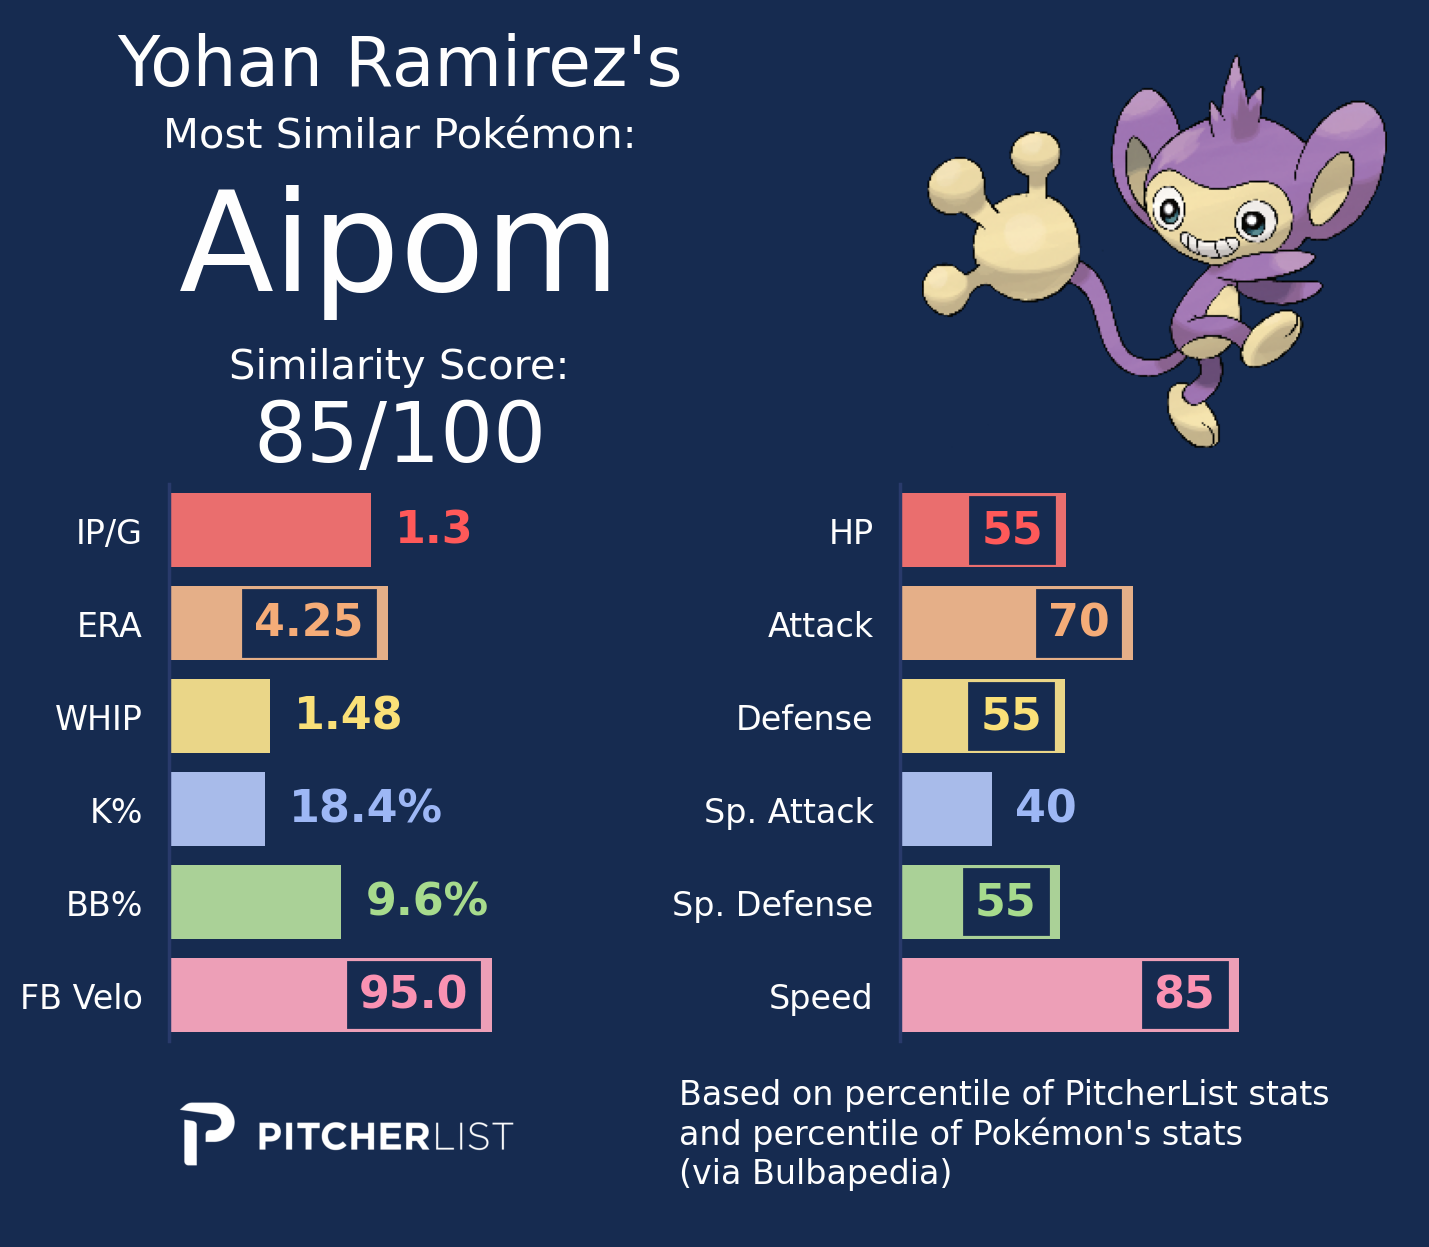 Yohan Ramirez's
Most Similar Pokémon:
Aipom
Similarity Score:
85/100
IP/G 1.3
ERA 4.25
WHIP 1.48
K% 18.4%
BB% 9.6%
FB Velo 95.0
HP 55
Attack 70
Defense 55
Sp. Attack 40
Sp. Defense 55
Speed 85
PITCHERLIST
Based on percentile of PitcherList stats
and percentile of Pokémon's stats
(via Bulbapedia)